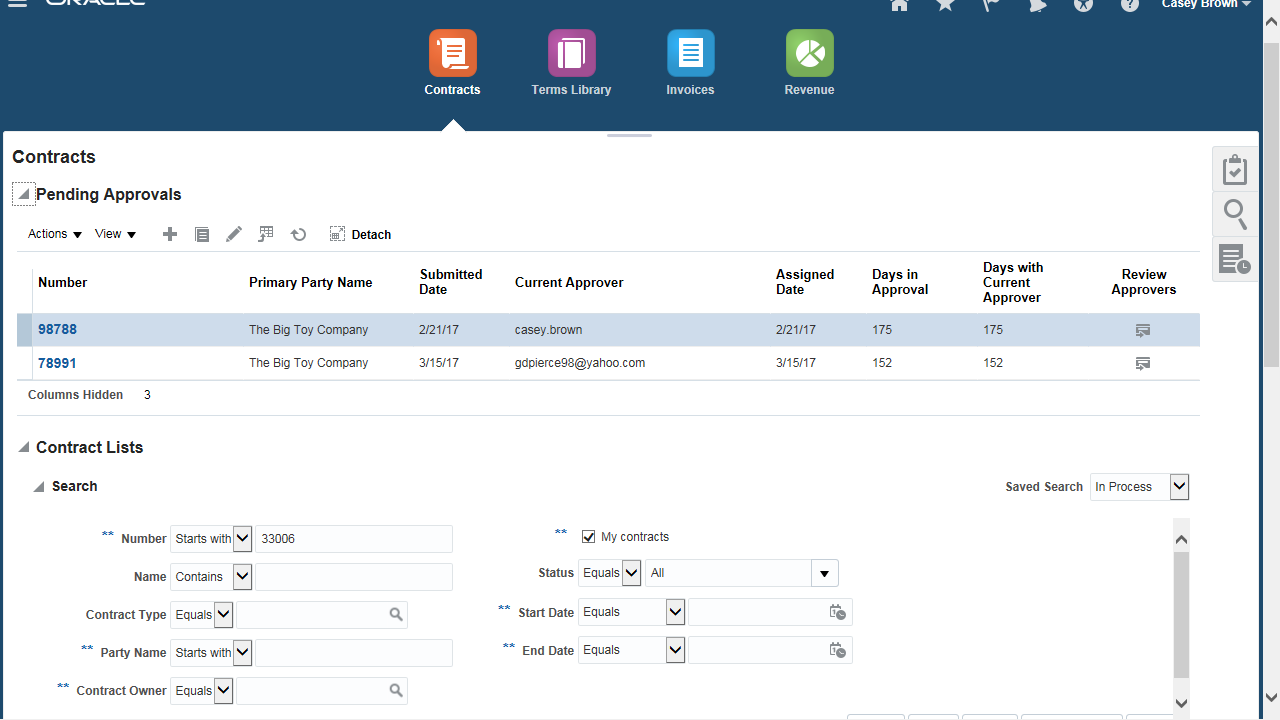 ORACLE
Casey Brown
Contracts Terms Library Invoices Revenue
Contracts
Pending Approvals
Actions View Detach
Number Primary Party Name Submitted Date Current Approver Assigned Date Days in Approval Days with Current Approver Review Approvers
98788 The Big Toy Company 2/21/17 casey.brown 2/21/17 175 175
78991 The Big Toy Company 3/15/17 gdpierce98@yahoo.com 3/15/17 152 152
Columns Hidden 3
Contract Lists
Search Saved Search In Process
** Number Starts with 33006 ** My contracts
Name Contains Status Equals All
Contract Type Equals ** Start Date Equals
** Party Name Starts with ** End Date Equals
** Contract Owner Equals